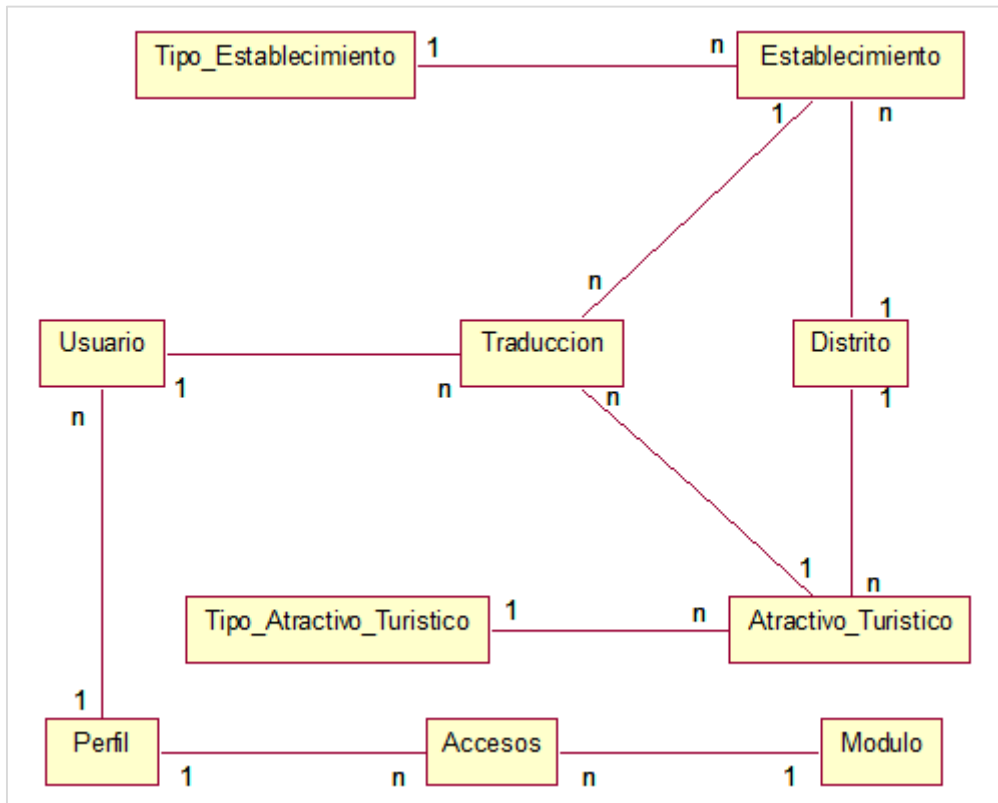 Tipo_Establecimiento
1
n
Establecimiento
1
n
n
1
Usuario
Traduccion
Distrito
1
n
n
1
n
1
n
Tipo_Atractivo_Turistico
1
n
Atractivo_Turistico
1
Perfil
Accesos
Modulo
1
n
n
1